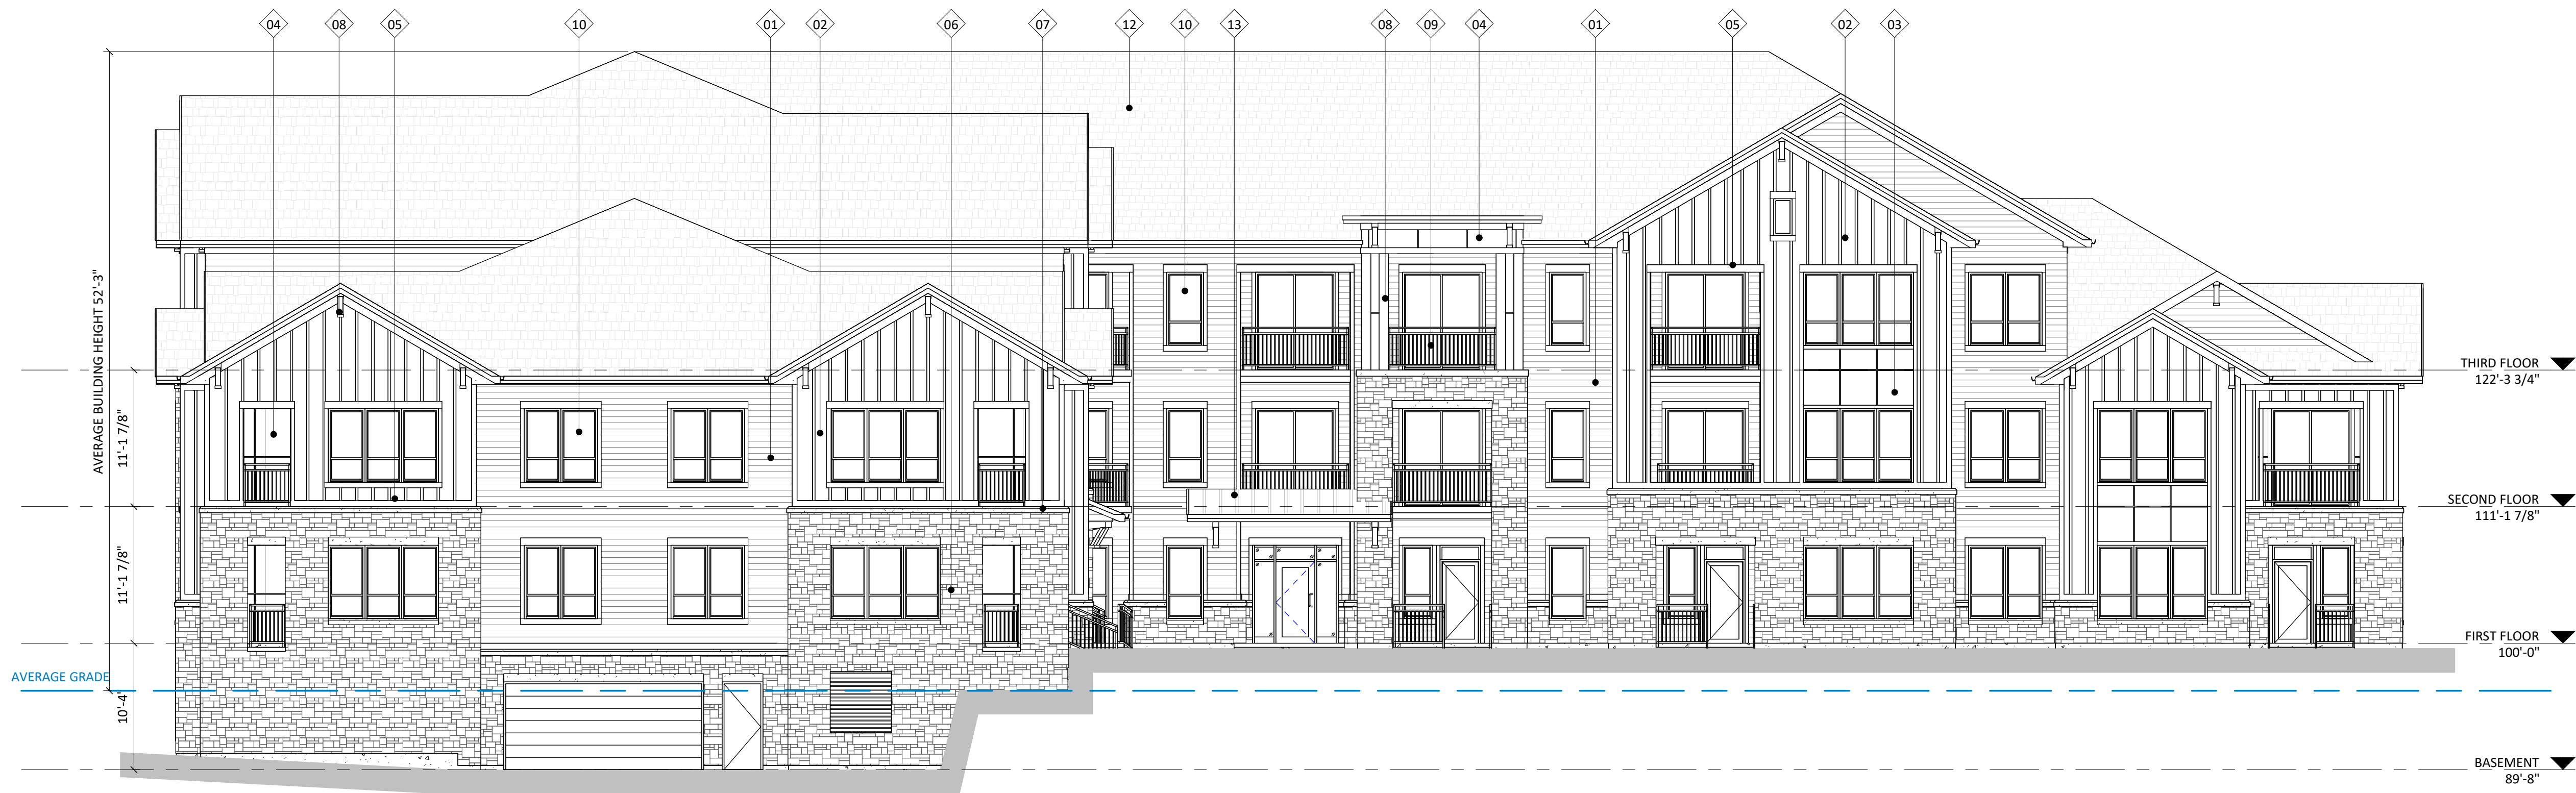 04 08 05 10 01 02 06 07 12 10 13 08 09 04 01 05 02 03
AVERAGE BUILDING HEIGHT 52'-3"
11'-1 7/8"
11'-1 7/8"
10'-4"
AVERAGE GRADE
THIRD FLOOR
122'-3 3/4"
SECOND FLOOR
111'-1 7/8"
FIRST FLOOR
100'-0"
BASEMENT
89'-8"